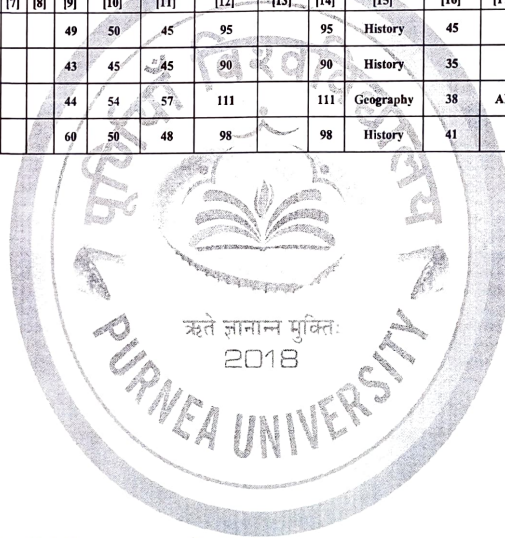 [7] [8] [9] [10] [11] [12] [13] [14] [15] [16]
49 50 45 95 95 History 45
43 45 45 90 90 History 35
44 54 57 111 111 Geography 38
60 50 48 98 98 History 41
पूर्णियाँ विश्वविद्यालय
ऋते ज्ञानान्न मुक्तिः
2018
PURNEA UNIVERSITY